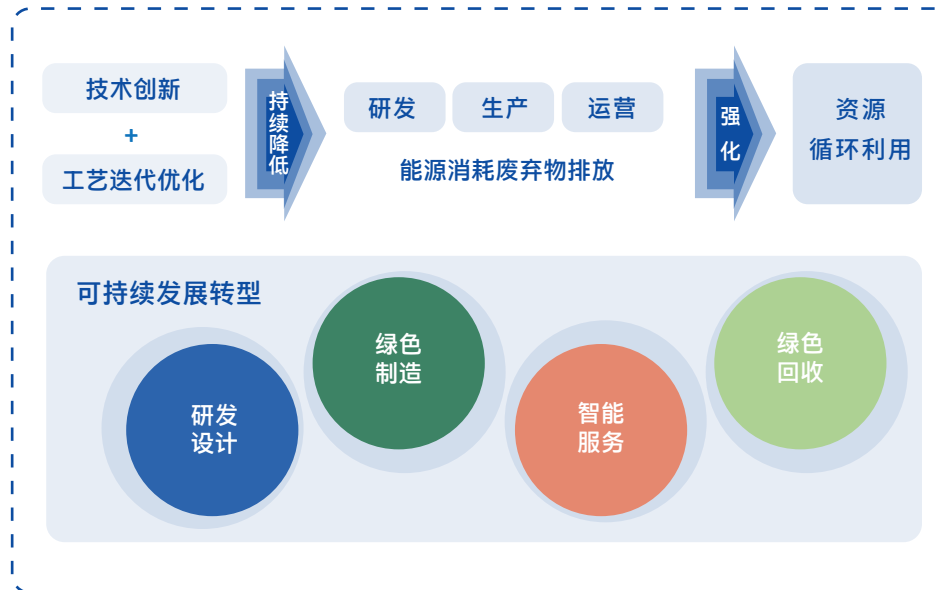 技术创新
+
工艺迭代优化
持续降低
研发
生产
运营
能源消耗废弃物排放
强化
资源
循环利用
可持续发展转型
研发
设计
绿色
制造
智能
服务
绿色
回收